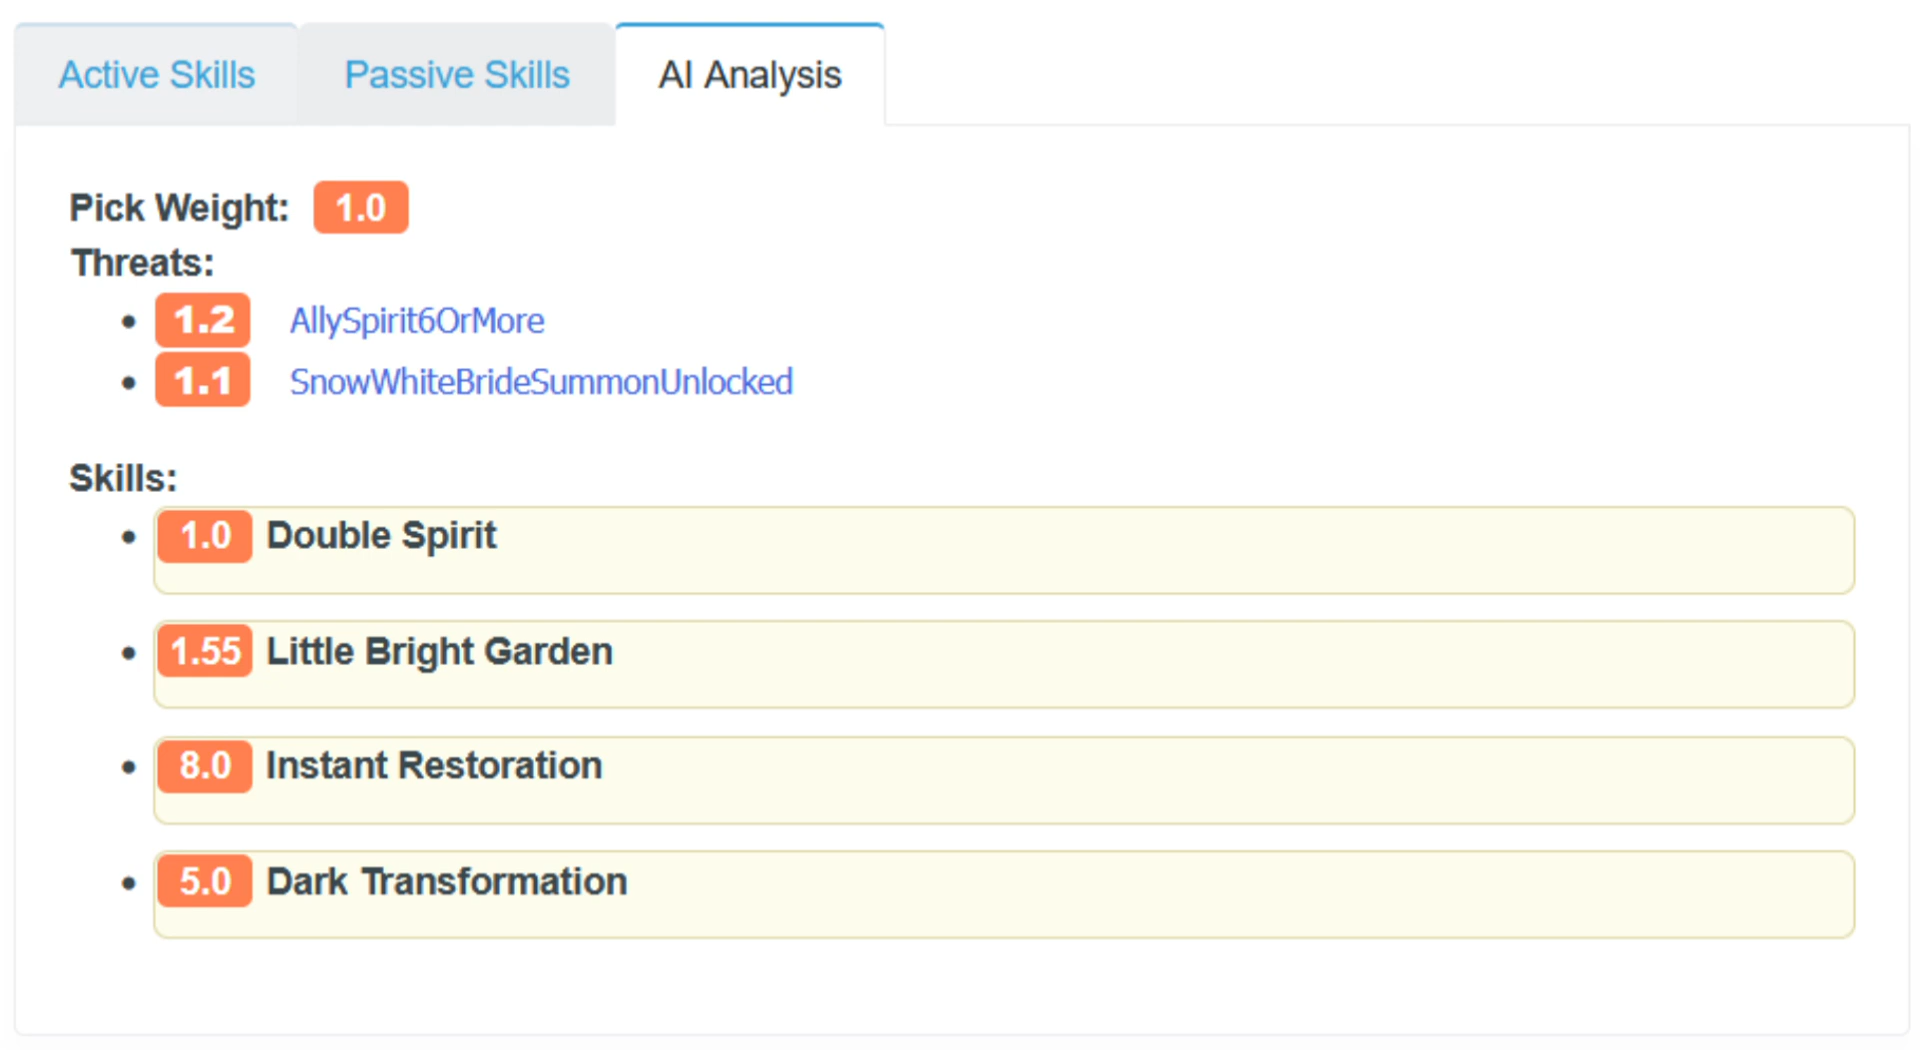 Active Skills Passive Skills AI Analysis
Pick Weight: 1.0
Threats:
1.2 AllySpirit6OrMore
1.1 SnowWhiteBrideSummonUnlocked
Skills:
1.0 Double Spirit
1.55 Little Bright Garden
8.0 Instant Restoration
5.0 Dark Transformation